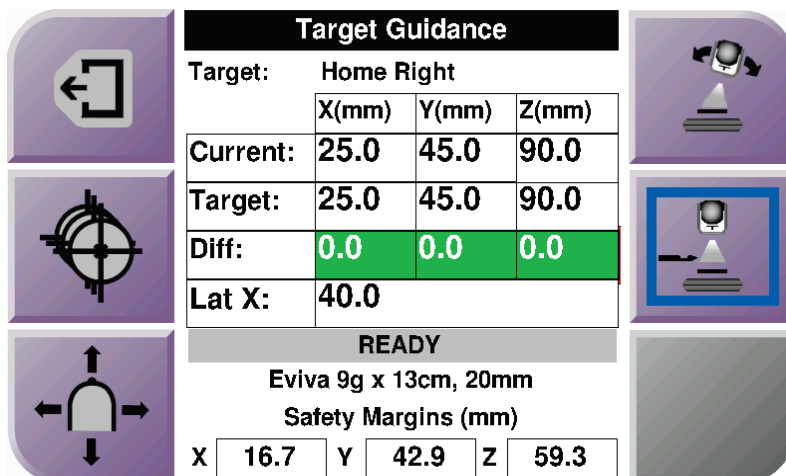 Target Guidance
Target: Home Right
X(mm) Y(mm) Z(mm)
Current: 25.0 45.0 90.0
Target: 25.0 45.0 90.0
Diff: 0.0 0.0 0.0
Lat X: 40.0
READY
Eviva 9g x 13cm, 20mm
Safety Margins (mm)
X 16.7 Y 42.9 Z 59.3